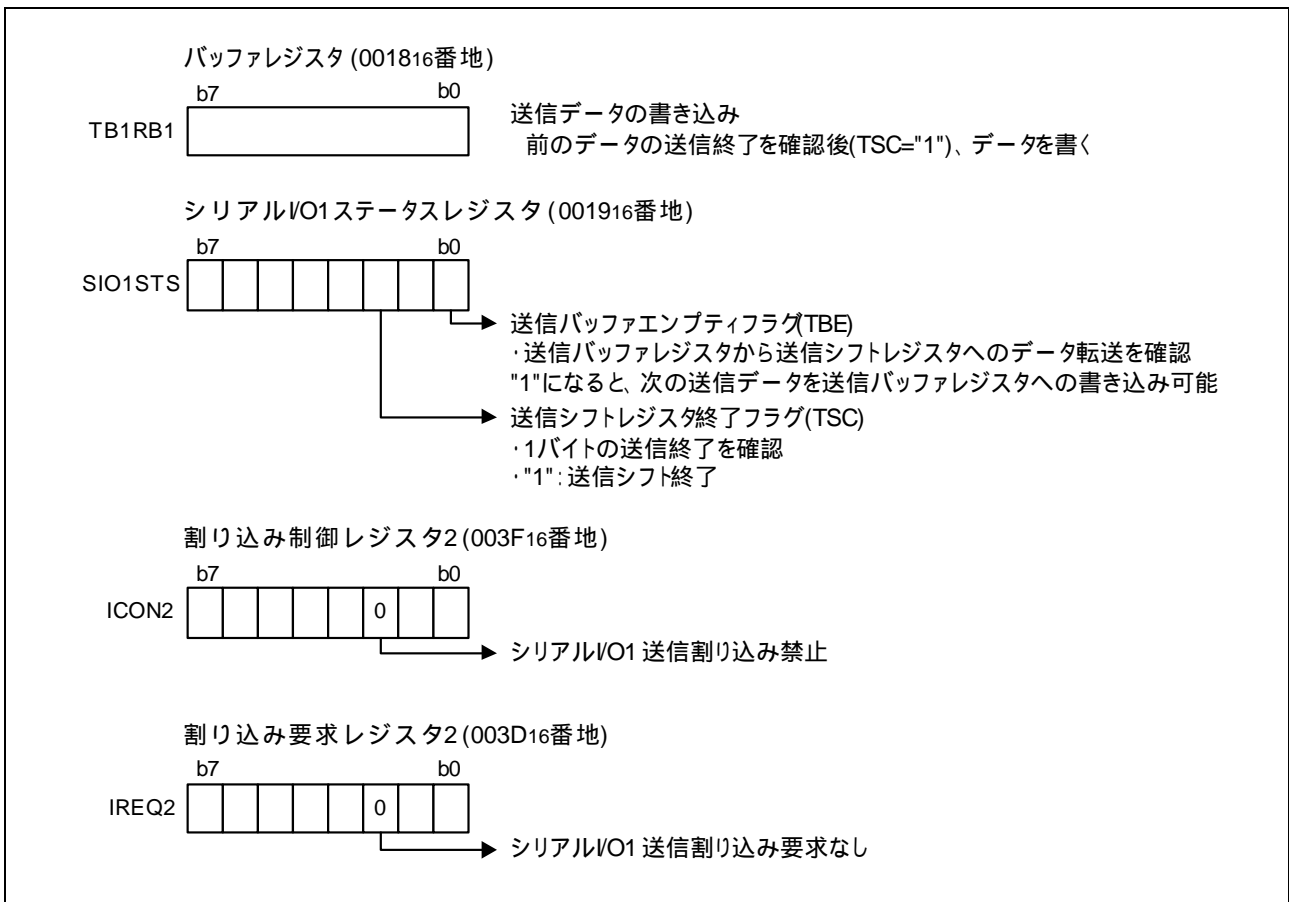 バッファレジスタ(001816番地)
b7 b0
TB1RB1
送信データの書き込み
前のデータの送信終了を確認後(TSC="1")、データを書く
シリアルI/O1ステータスレジスタ(001916番地)
b7 b0
SIO1STS
送信バッファエンプティフラグ(TBE)
・送信バッファレジスタから送信シフトレジスタへのデータ転送を確認
"1"になると、次の送信データを送信バッファレジスタへの書き込み可能
送信シフトレジスタ終了フラグ(TSC)
・1バイトの送信終了を確認
・"1":送信シフト終了
割り込み制御レジスタ2(003F16番地)
b7 b0
ICON2 0
シリアルI/O1 送信割り込み禁止
割り込み要求レジスタ2(003D16番地)
b7 b0
IREQ2 0
シリアルI/O1 送信割り込み要求なし